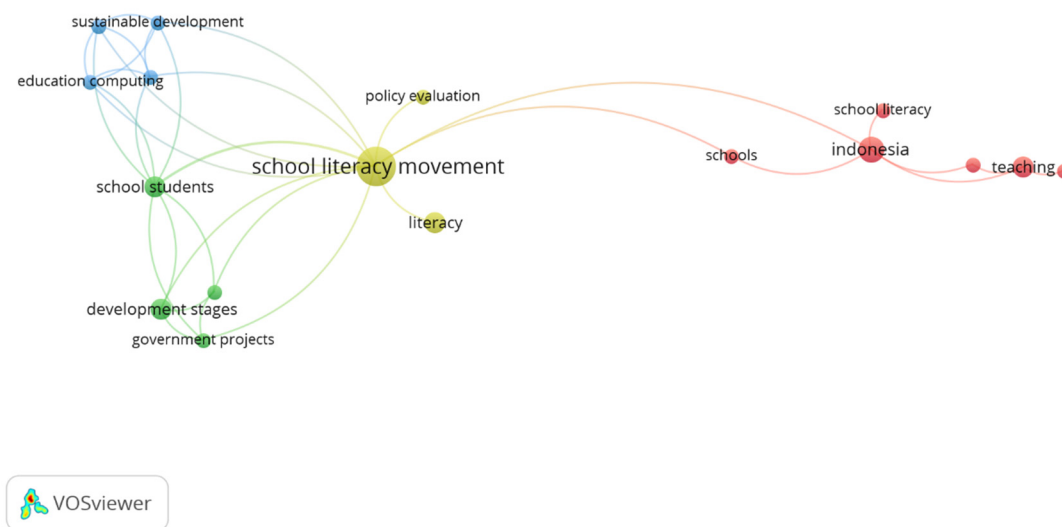 sustainable development
education computing
policy evaluation
school literacy
school literacy movement
schools
indonesia
teaching
school students
literacy
development stages
government projects
VOSviewer